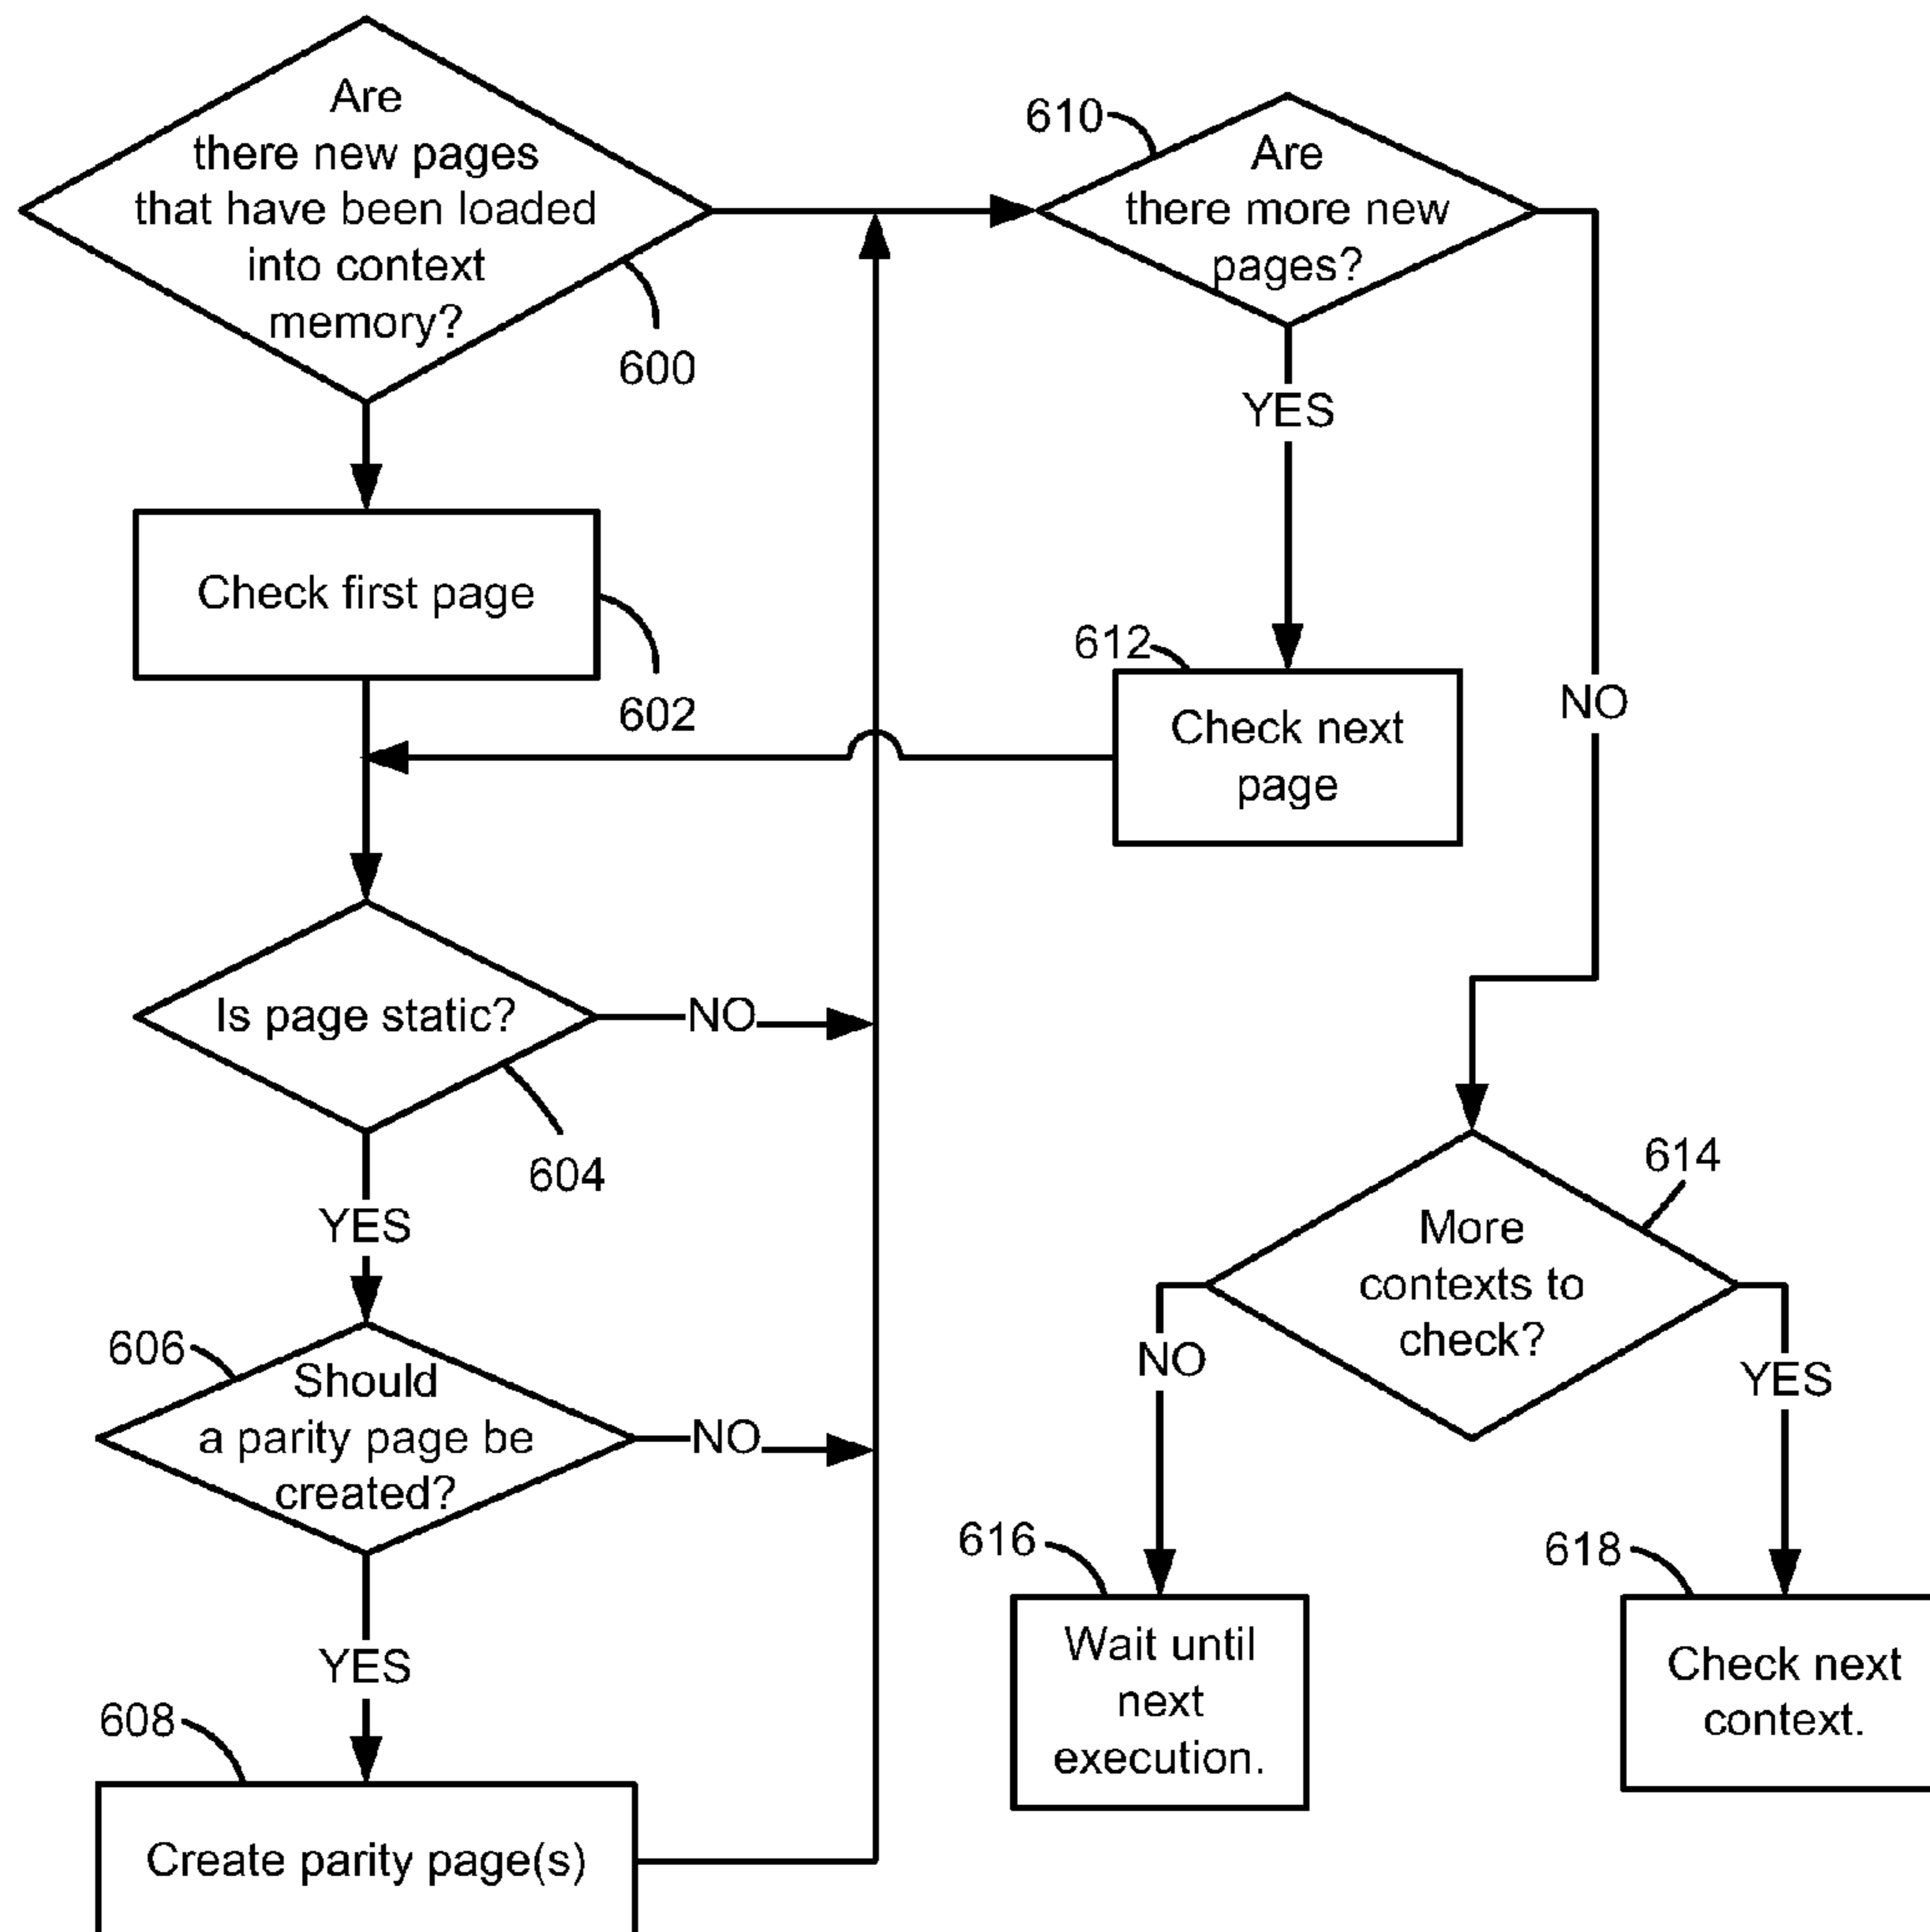 Are
there new pages
that have been loaded
into context
memory?
600
Check first page
602
Is page static?
NO
604
YES
606
Should
a parity page be
created?
NO
YES
608
Create parity page(s)
610
Are
there more new
pages?
YES
612
Check next
page
NO
614
More
contexts to
check?
NO
YES
616
Wait until
next
execution.
618
Check next
context.